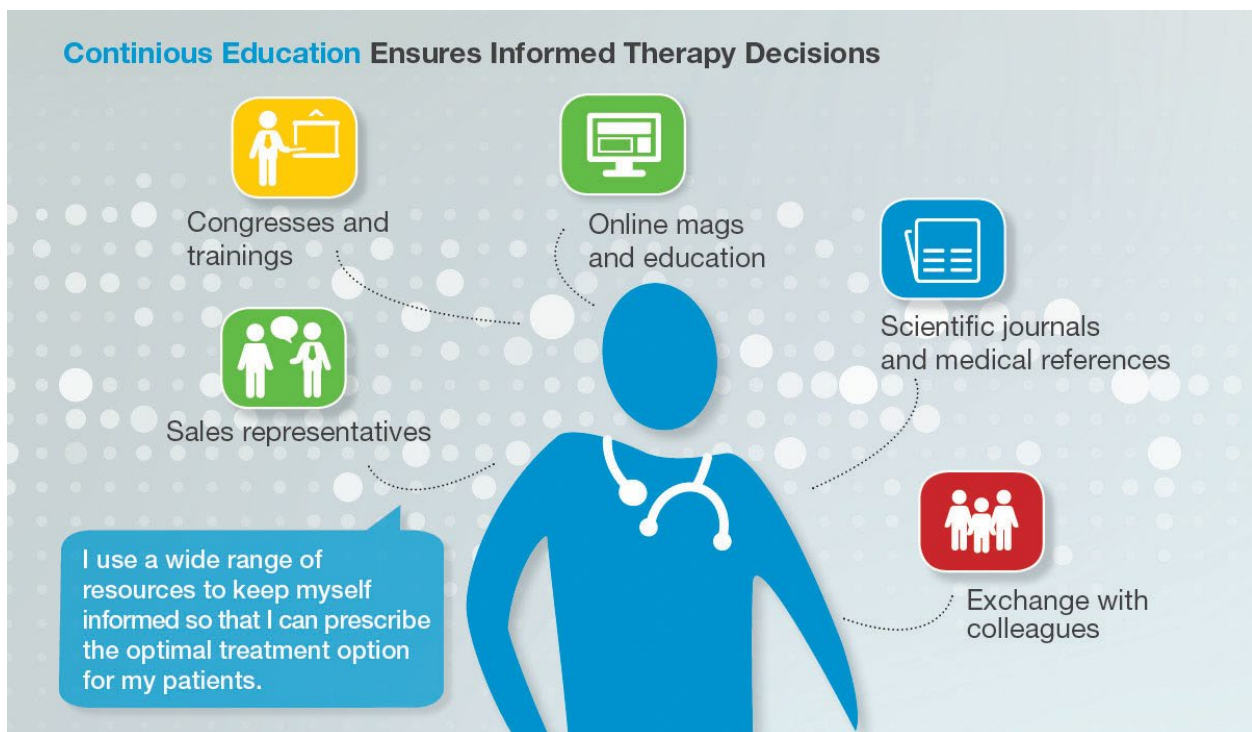 Continious Education Ensures Informed Therapy Decisions
Congresses and
trainings
Online mags
and education
Scientific journals
and medical references
Sales representatives
I use a wide range of
resources to keep myself
informed so that I can prescribe
the optimal treatment option
for my patients.
Exchange with
colleagues